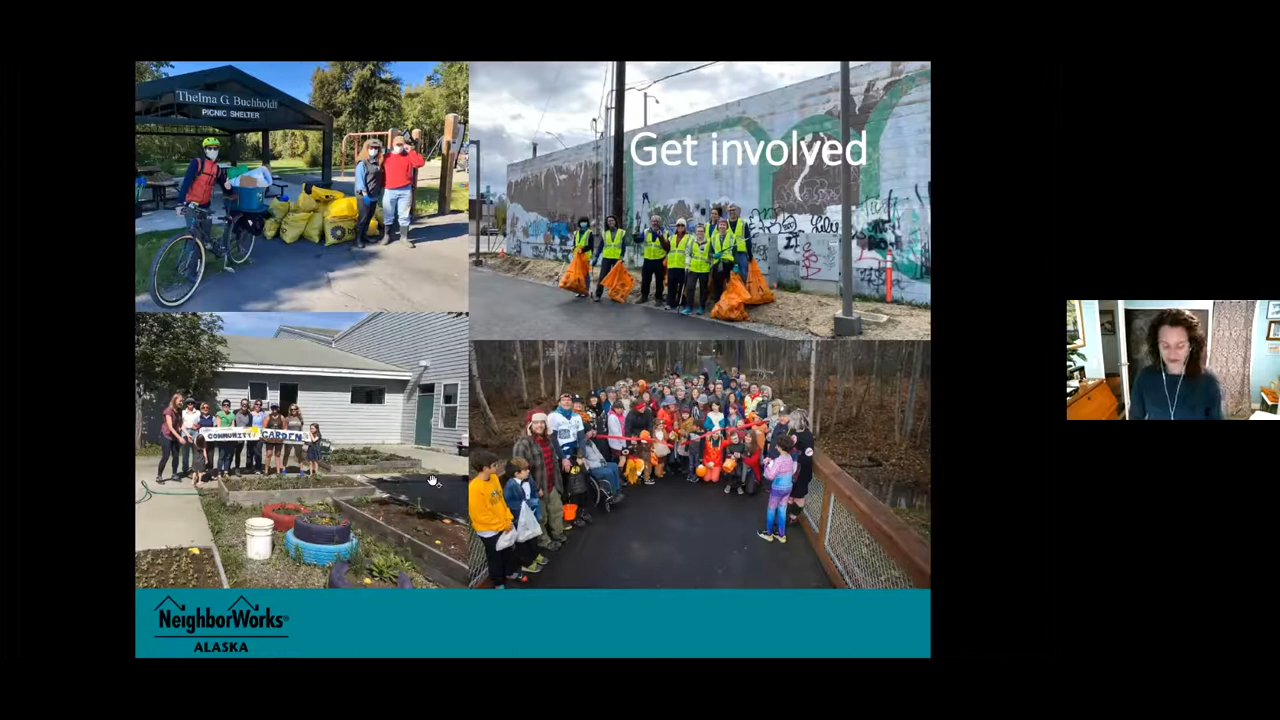 Thelma G. Buchholdt
PICNIC SHELTER
Get involved
COMMUNITY GARDEN
NeighborWorks®
ALASKA